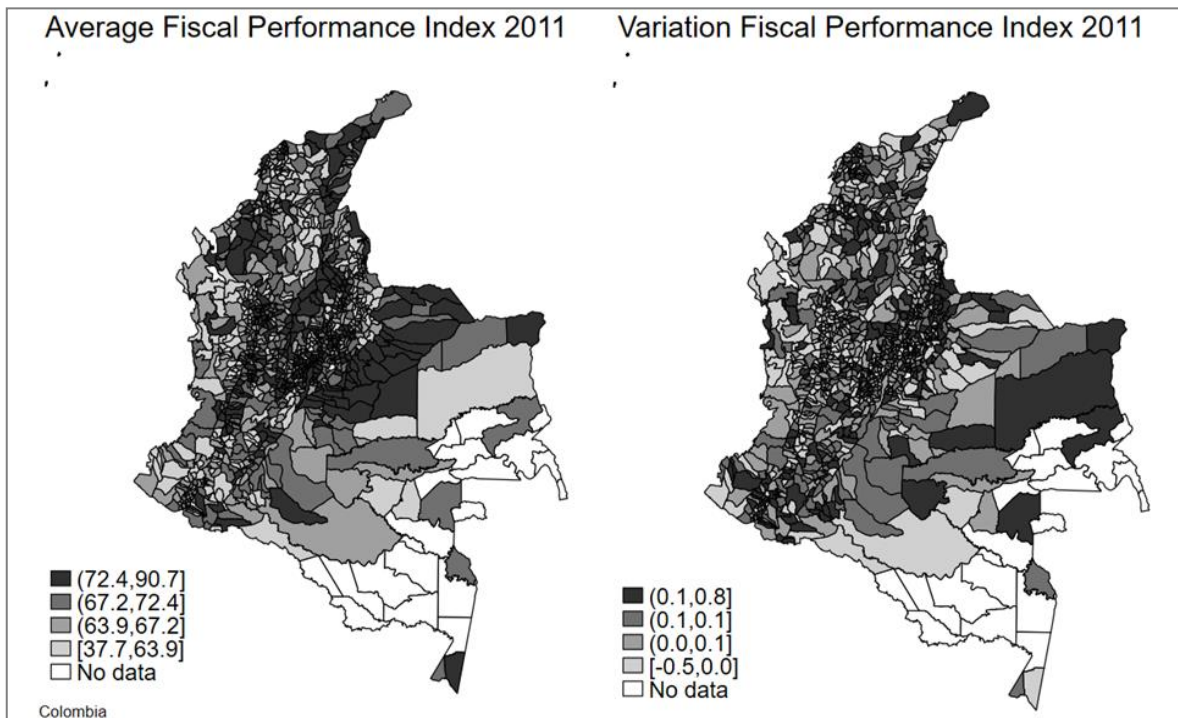 Average Fiscal Performance Index 2011
Variation Fiscal Performance Index 2011
(72.4,90.7]
(67.2,72.4]
(63.9,67.2]
[37.7,63.9]
No data
(0.1,0.8]
(0.1,0.1]
(0.0,0.1]
[-0.5,0.0]
No data
Colombia